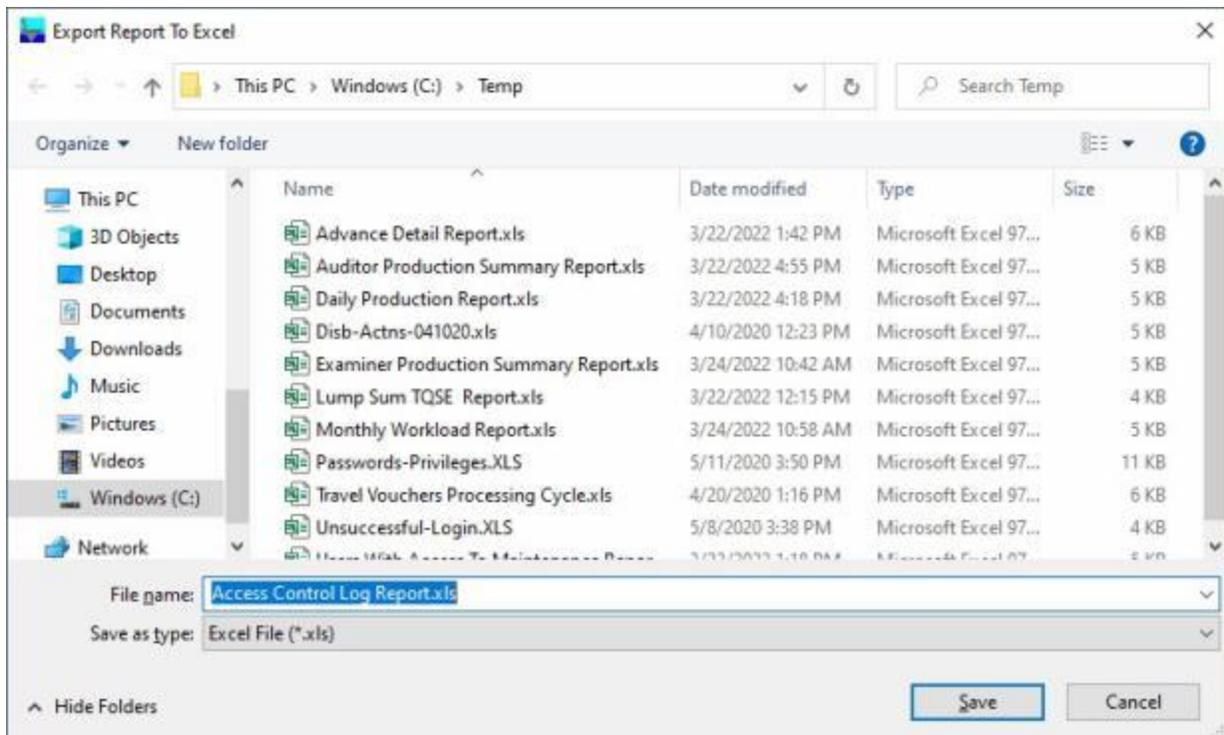 Export Report To Excel
This PC > Windows (C:) > Temp
Search Temp
Organize
New folder
Name Date modified Type Size
This PC
3D Objects
Desktop
Documents
Downloads
Music
Pictures
Videos
Windows (C:)
Network
Advance Detail Report.xls 3/22/2022 1:42 PM Microsoft Excel 97... 6 KB
Auditor Production Summary Report.xls 3/22/2022 4:55 PM Microsoft Excel 97... 5 KB
Daily Production Report.xls 3/22/2022 4:18 PM Microsoft Excel 97... 5 KB
Disb-Actns-041020.xls 4/10/2020 12:23 PM Microsoft Excel 97... 5 KB
Examiner Production Summary Report.xls 3/24/2022 10:42 AM Microsoft Excel 97... 5 KB
Lump Sum TQSE Report.xls 3/22/2022 12:15 PM Microsoft Excel 97... 4 KB
Monthly Workload Report.xls 3/24/2022 10:58 AM Microsoft Excel 97... 5 KB
Passwords-Privileges.XLS 5/11/2020 3:50 PM Microsoft Excel 97... 11 KB
Travel Vouchers Processing Cycle.xls 4/20/2020 1:16 PM Microsoft Excel 97... 6 KB
Unsuccessful-Login.XLS 5/8/2020 3:38 PM Microsoft Excel 97... 4 KB
Users With Access To Maintenance
File name: Access Control Log Report.xls
Save as type: Excel File (*.xls)
Hide Folders
Save
Cancel